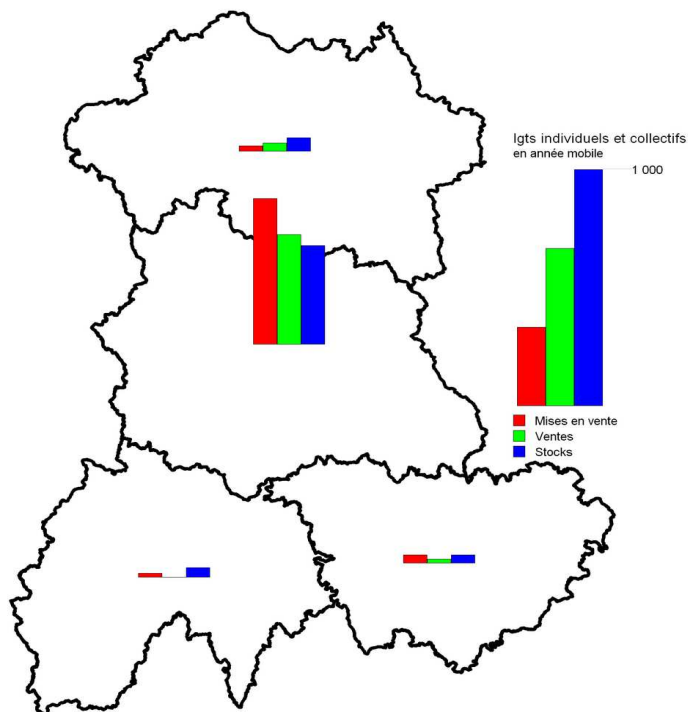 lgts individuels et collectifs
en année mobile
1 000
Mises en vente
Ventes
Stocks